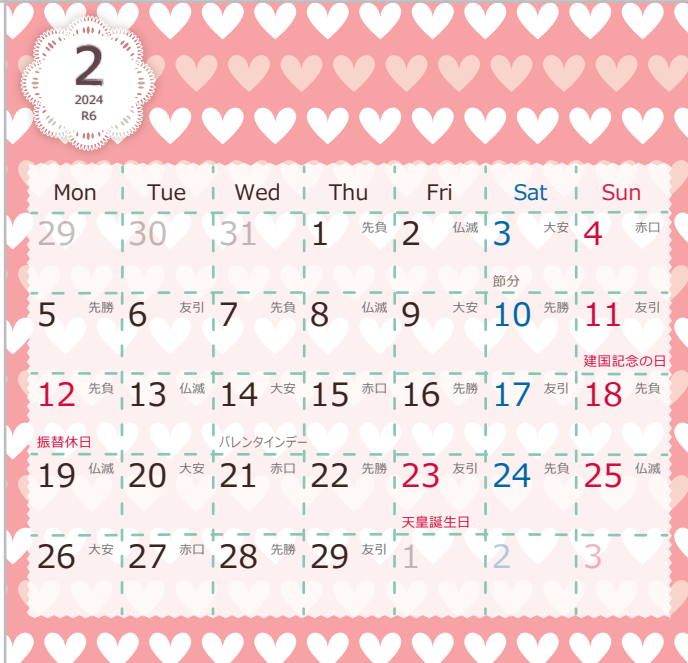 2
2024
R6
Mon Tue Wed Thu Fri Sat Sun
29 30 31 1 先負 2 仏滅 3 大安 4 赤口
節分
5 先勝 6 友引 7 先負 8 仏滅 9 大安 10 先勝 11 友引
建国記念の日
12 先負 13 仏滅 14 大安 15 赤口 16 先勝 17 友引 18 先負
振替休日 バレンタインデー
19 仏滅 20 大安 21 赤口 22 先勝 23 友引 24 先負 25 仏滅
天皇誕生日
26 大安 27 赤口 28 先勝 29 友引 1 2 3